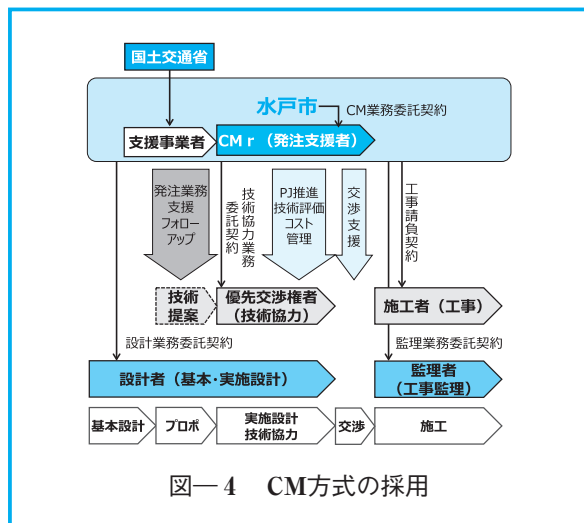 国土交通省
水戸市
CM業務委託契約
支援事業者
CMr（発注支援者）
発注業務
支援
フォロー
アップ
技術協力業務
委託契約
PJ推進
技術評価
コスト
管理
交渉支援
工事請負契約
技術
提案
優先交渉権者
（技術協力）
施工者（工事）
設計業務委託契約
監理業務委託契約
設計者（基本・実施設計）
監理者
（工事監理）
基本設計
プロポ
実施設計
技術協力
交渉
施工
図―4 CM方式の採用